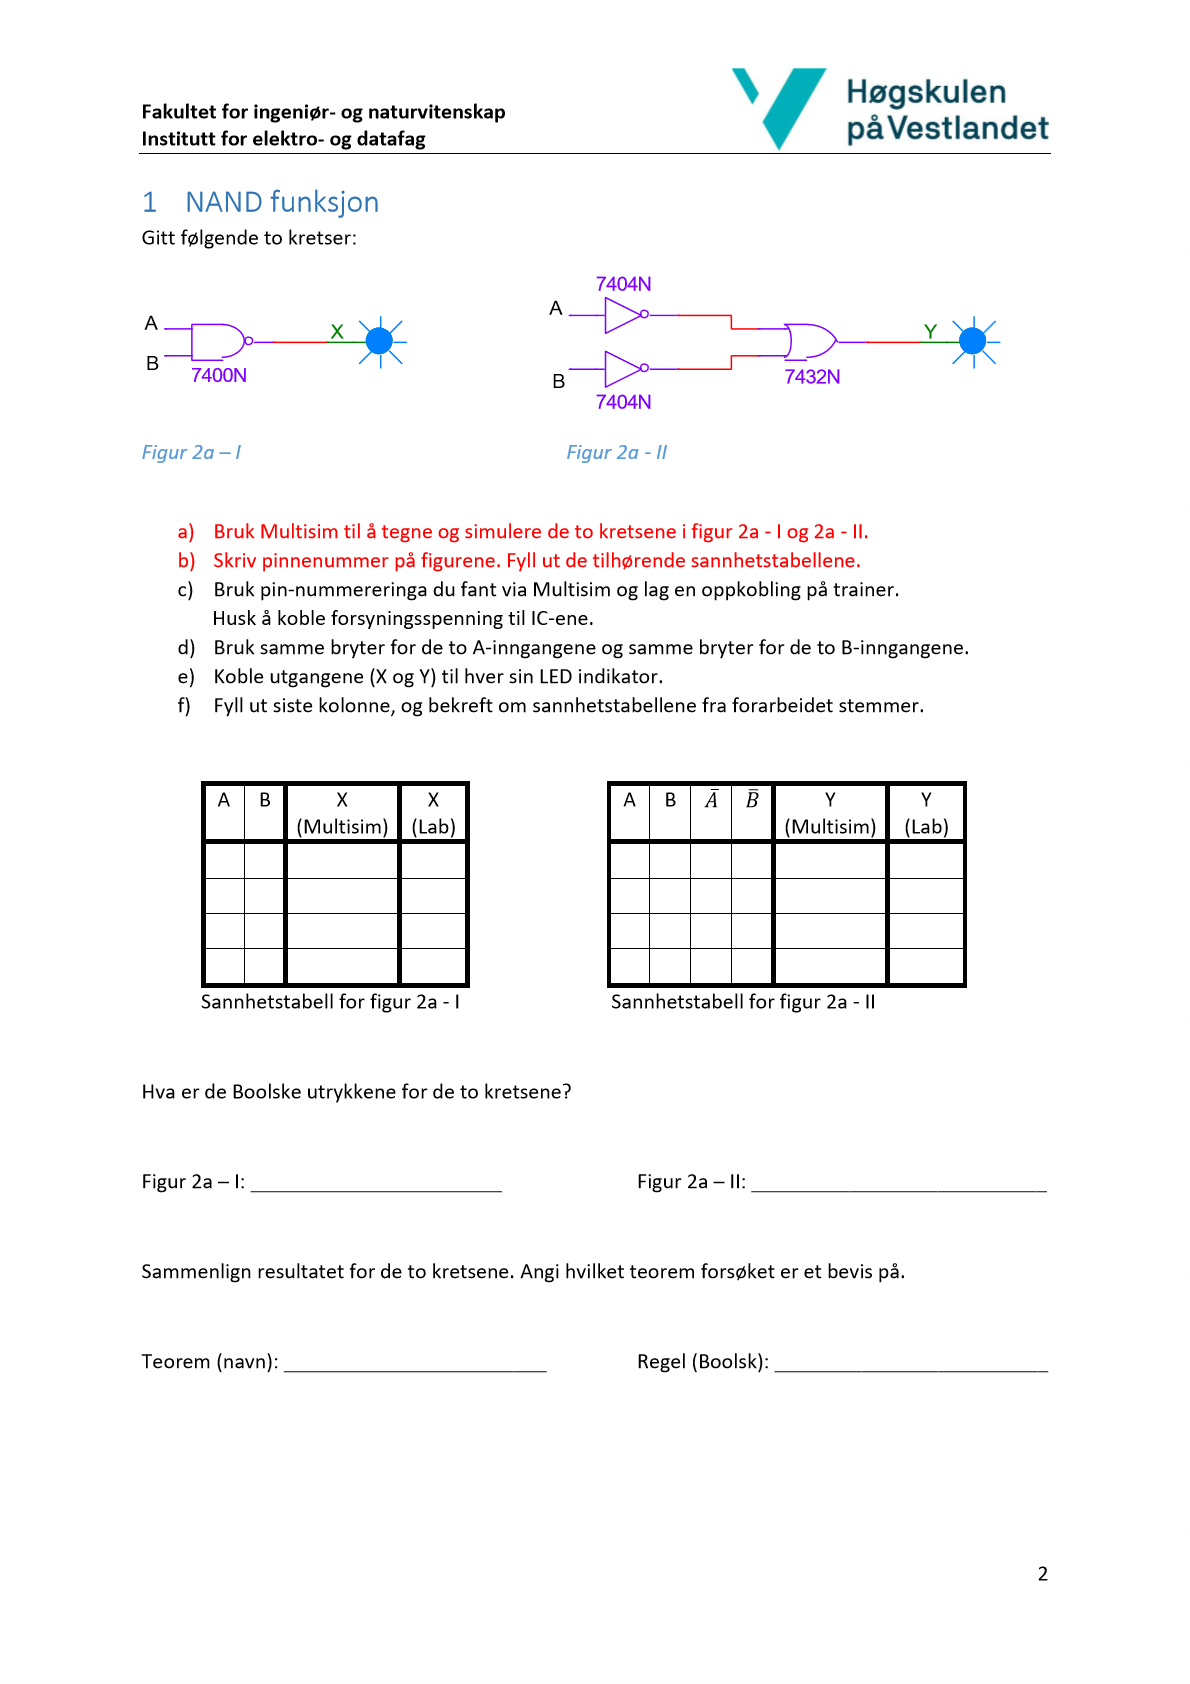 Fakultet for ingeniør- og naturvitenskap
Institutt for elektro- og datafag
Høgskulen
på Vestlandet
1 NAND funksjon
Gitt følgende to kretser:
A
B
7400N
X
7404N
A
B
7404N
7432N
Y
Figur 2a – I
Figur 2a - II
a) Bruk Multisim til å tegne og simulere de to kretsene i figur 2a - I og 2a - II.
b) Skriv pinnenummer på figurene. Fyll ut de tilhørende sannhetstabellene.
c) Bruk pin-nummereringa du fant via Multisim og lag en oppkobling på trainer.
Husk å koble forsyningsspenning til IC-ene.
d) Bruk samme bryter for de to A-inngangene og samme bryter for de to B-inngangene.
e) Koble utgangene (X og Y) til hver sin LED indikator.
f) Fyll ut siste kolonne, og bekreft om sannhetstabellene fra forarbeidet stemmer.
A B X X
(Multisim) (Lab)
Sannhetstabell for figur 2a - I
A B A̅ B̅ Y Y
(Multisim) (Lab)
Sannhetstabell for figur 2a - II
Hva er de Boolske utrykkene for de to kretsene?
Figur 2a – I: _______________________
Figur 2a – II: ___________________________
Sammenlign resultatet for de to kretsene. Angi hvilket teorem forsøket er et bevis på.
Teorem (navn): ________________________
Regel (Boolsk): _________________________
2